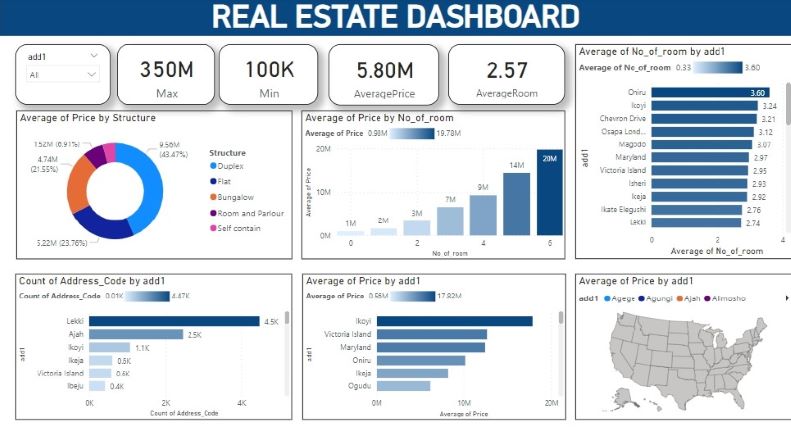 REAL ESTATE DASHBOARD
add1
All
350M
Max
100K
Min
5.80M
AveragePrice
2.57
AverageRoom
Average of No_of_room by add1
Average of No_of_room 0.33 3.60
add1
Oniru 3.60
Ikoyi 3.24
Chevron Drive 3.21
Osapa Lond... 3.12
Magodo 3.07
Maryland 2.97
Victoria Island 2.95
Isheri 2.93
Ikeja 2.92
Ikate Elegushi 2.76
Lekki 2.74
0 2 4
Average of No_of_room
Average of Price by Structure
1.52M (6.91%)
9.56M
(43.47%)
4.74M
(21.55%)
5.22M (23.76%)
Structure
Duplex
Flat
Bungalow
Room and Parlour
Self contain
Average of Price by No_of_room
Average of Price 0.98M 19.78M
Average of Price
20M
10M
0M
1M
2M
3M
7M
9M
14M
20M
0 2 4 6
No_of_room
Count of Address_Code by add1
Count of Address_Code 0.01K 4.47K
add1
Lekki 4.5K
Ajah 2.5K
Ikoyi 1.1K
Ikeja 0.6K
Victoria Island 0.6K
Ibeju 0.4K
0K 2K 4K
Count of Address_Code
Average of Price by add1
Average of Price 17.82M
add1
Ikoyi
Victoria Island
Maryland
Oniru
Ikeja
Ogudu
0M 10M 20M
Average of Price
Average of Price by add1
add1 Agege Agungi Ajah Alimosho